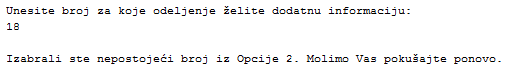 Unesite broj za koje odeljenje želite dodatnu informaciju:
18
Izabrali ste nepostojeći broj iz Opcije 2. Molimo Vas pokušajte ponovo.